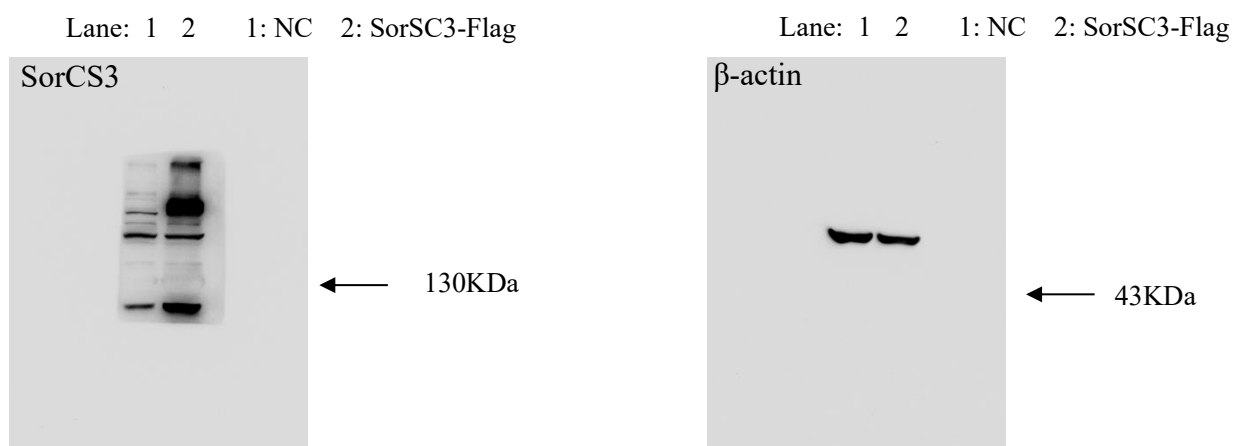 Lane: 1 2 1: NC 2: SorSC3-Flag
SorCS3
130KDa
Lane: 1 2 1: NC 2: SorSC3-Flag
β-actin
43KDa